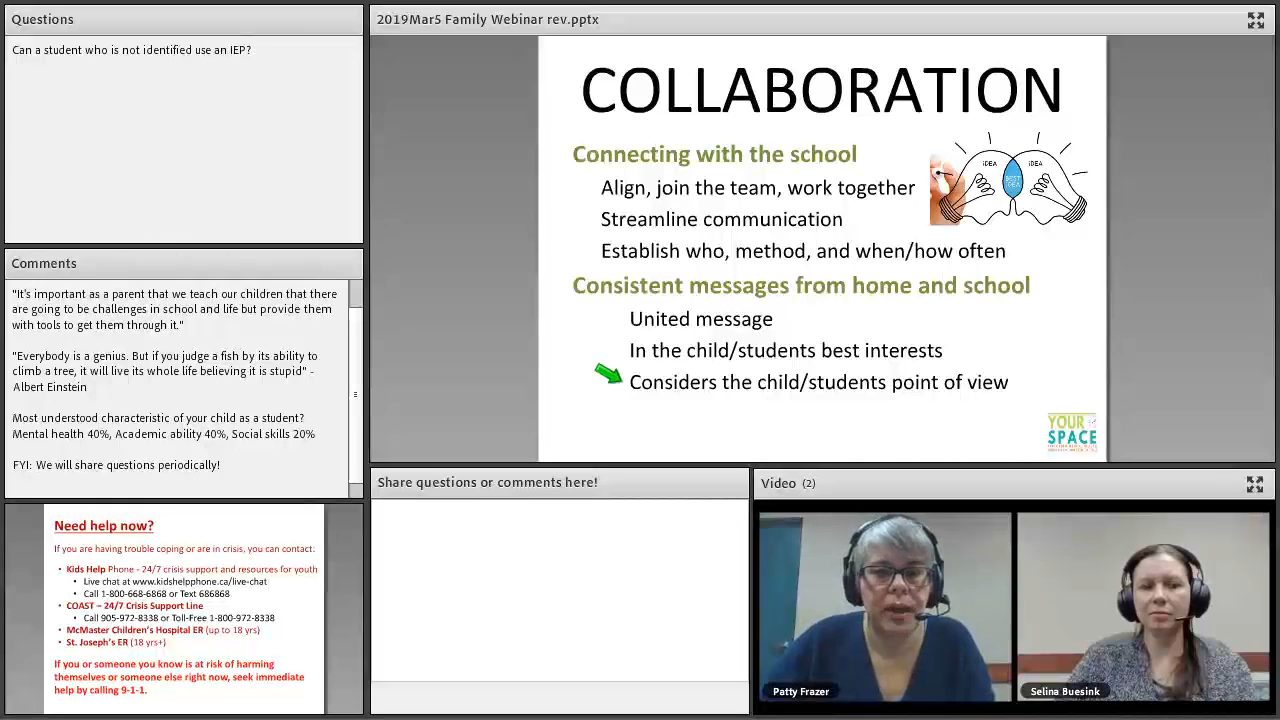 Questions
Can a student who is not identified use an IEP?
Comments
"It's important as a parent that we teach our children that there
are going to be challenges in school and life but provide them
with tools to get them through it."
"Everybody is a genius. But if you judge a fish by its ability to
climb a tree, it will live its whole life believing it is stupid" -
Albert Einstein
Most understood characteristic of your child as a student?
Mental health 40%, Academic ability 40%, Social skills 20%
FYI: We will share questions periodically!
Need help now?
If you are having trouble coping or are in crisis, you can contact:
• Kids Help Phone - 24/7 crisis support and resources for youth
• Live chat at www.kidshelpphone.ca/live-chat
• Call 1-800-668-6868 or Text 686868
• COAST – 24/7 Crisis Support Line
• Call 905-972-8338 or Toll-Free 1-800-972-8338
• McMaster Children's Hospital ER (up to 18 yrs)
• St. Joseph's ER (18 yrs+)
If you or someone you know is at risk of harming
themselves or someone else right now, seek immediate
help by calling 9-1-1.
2019Mar5 Family Webinar rev.pptx
COLLABORATION
Connecting with the school
Align, join the team, work together
Streamline communication
Establish who, method, and when/how often
Consistent messages from home and school
United message
In the child/students best interests
Considers the child/students point of view
iDEA
iDEA
BEST
iDEA
YOUR
SPACE
Share questions or comments here!
Video (2)
Patty Frazer
Selina Buesink